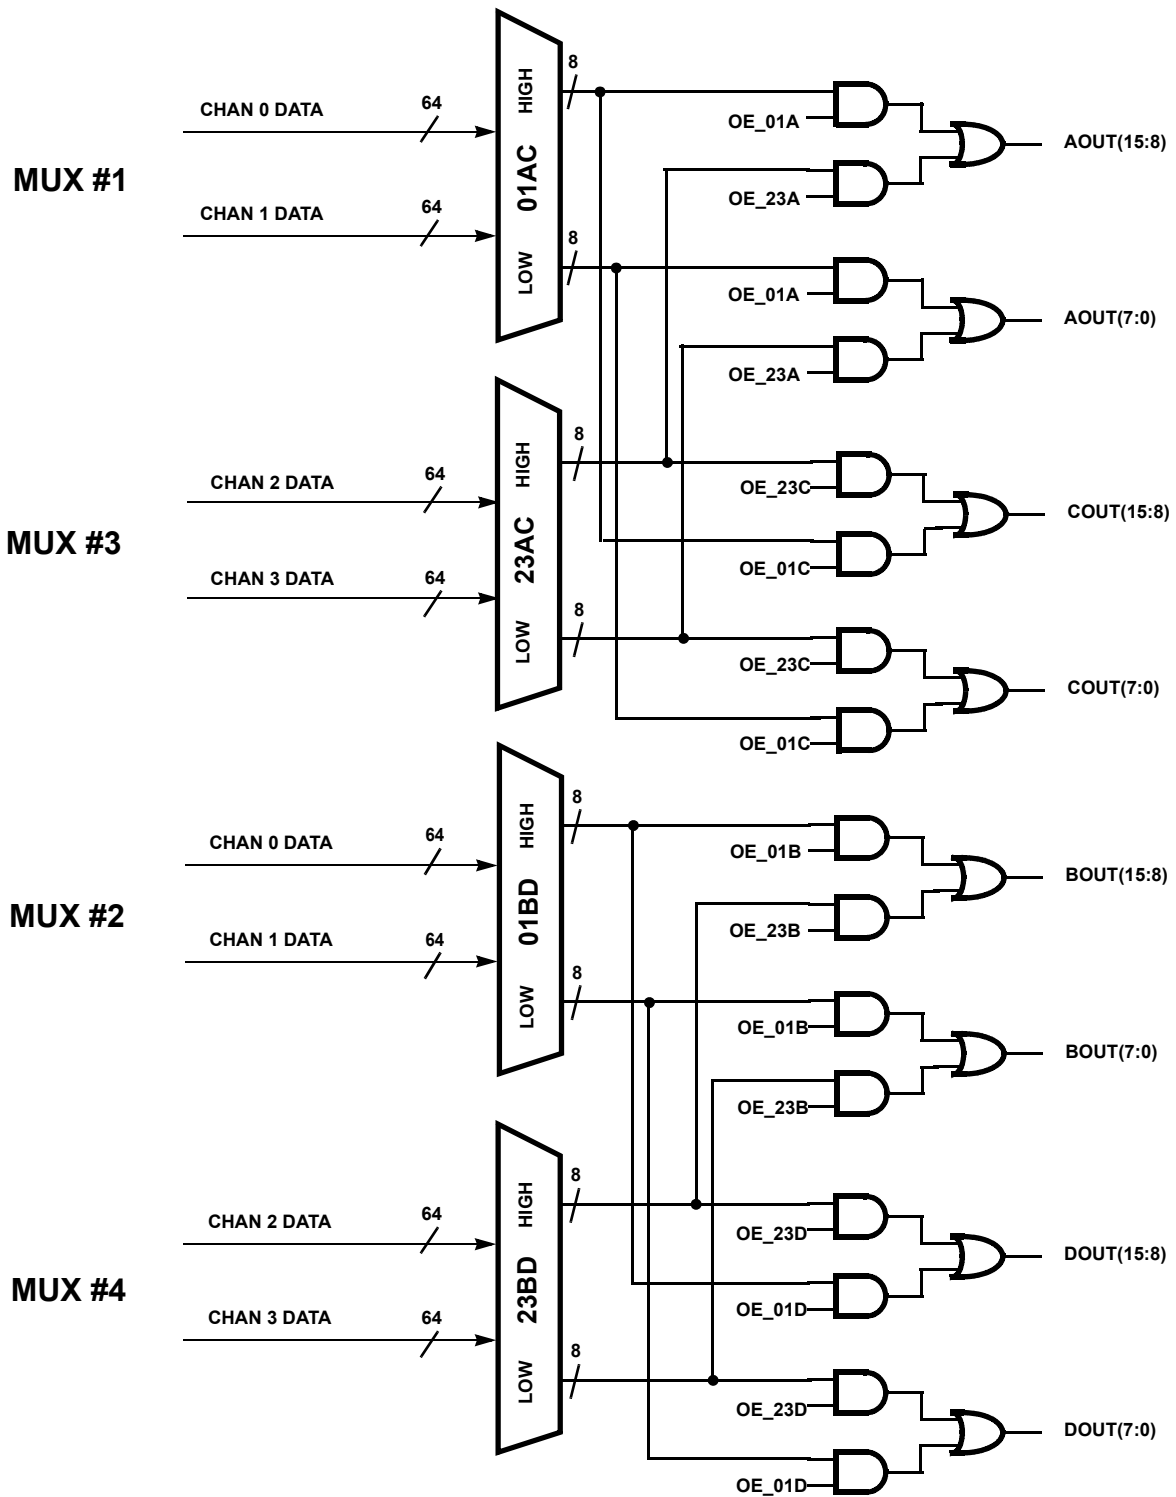 MUX #1
CHAN 0 DATA
64
CHAN 1 DATA
64
HIGH
01AC
LOW
8
8
OE_01A
OE_23A
AOUT(15:8)
OE_01A
OE_23A
AOUT(7:0)
MUX #3
CHAN 2 DATA
64
CHAN 3 DATA
64
HIGH
23AC
LOW
8
8
OE_23C
OE_01C
COUT(15:8)
OE_23C
OE_01C
COUT(7:0)
MUX #2
CHAN 0 DATA
64
CHAN 1 DATA
64
HIGH
01BD
LOW
8
8
OE_01B
OE_23B
BOUT(15:8)
OE_01B
OE_23B
BOUT(7:0)
MUX #4
CHAN 2 DATA
64
CHAN 3 DATA
64
HIGH
23BD
LOW
8
8
OE_23D
OE_01D
DOUT(15:8)
OE_23D
OE_01D
DOUT(7:0)